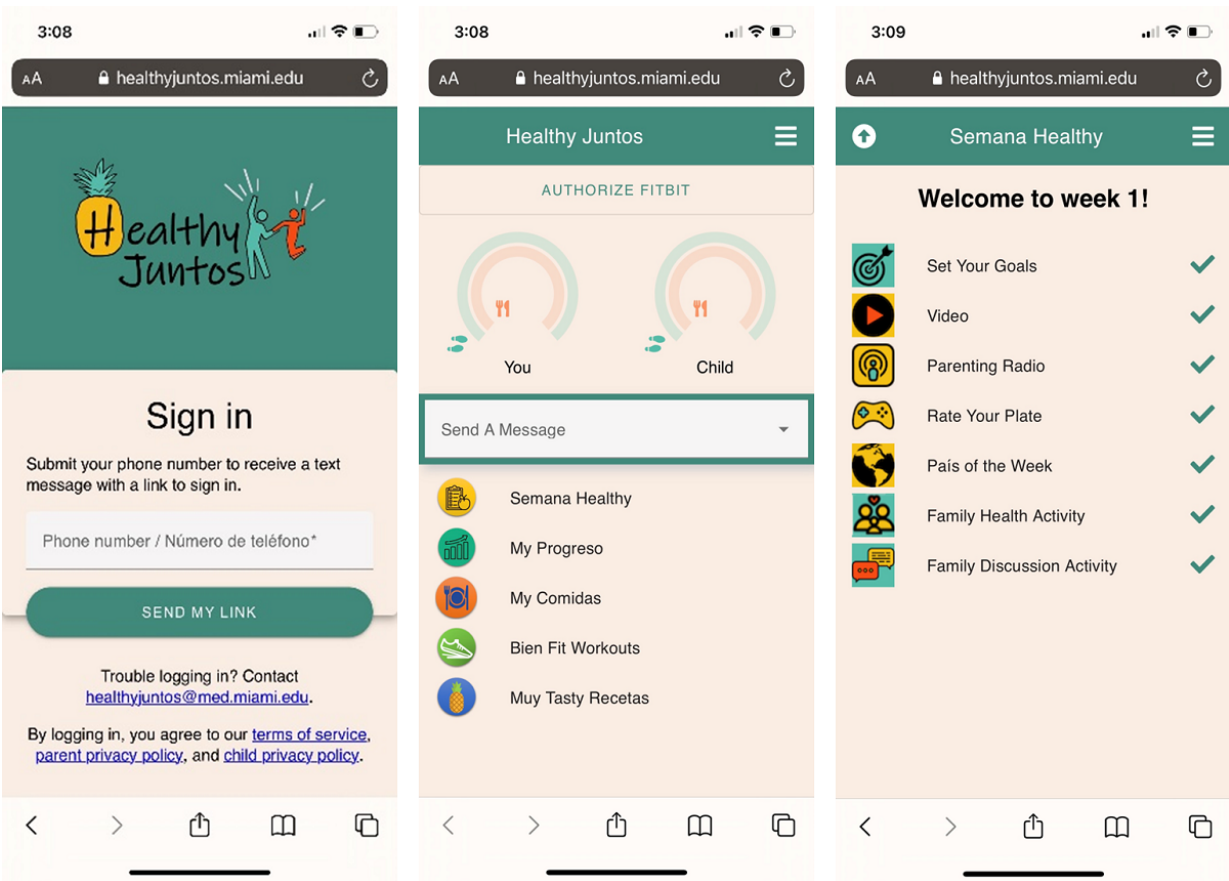 3:08
AA healthyjuntos.miami.edu
Healthy
Juntos
Sign in
Submit your phone number to receive a text
message with a link to sign in.
Phone number / Número de teléfono*
SEND MY LINK
Trouble logging in? Contact
healthyjuntos@med.miami.edu.
By logging in, you agree to our terms of service,
parent privacy policy, and child privacy policy.
3:08
AA healthyjuntos.miami.edu
Healthy Juntos
AUTHORIZE FITBIT
You
Child
Send A Message
Semana Healthy
My Progreso
My Comidas
Bien Fit Workouts
Muy Tasty Recetas
3:09
AA healthyjuntos.miami.edu
Semana Healthy
Welcome to week 1!
Set Your Goals
Video
Parenting Radio
Rate Your Plate
País of the Week
Family Health Activity
Family Discussion Activity